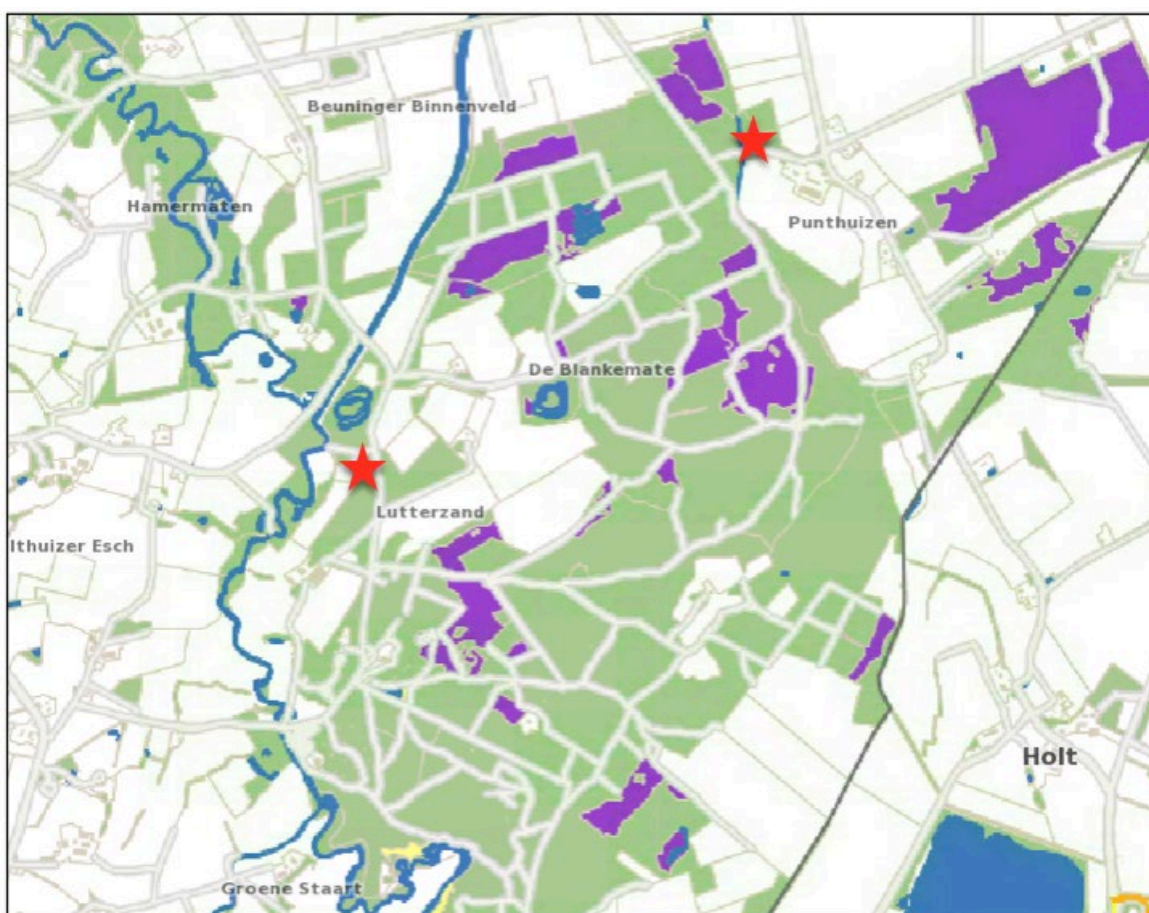 Beuninger Binnenveld
Hamermaten
Punthuizen
De Blankemate
Lutterzand
lthuizer Esch
Holt
Groene Staart